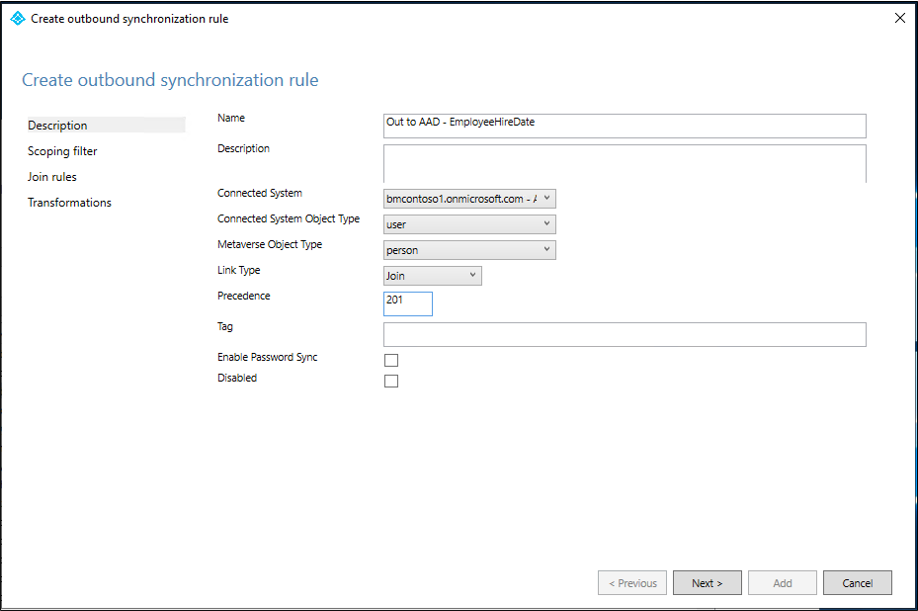 Create outbound synchronization rule
Create outbound synchronization rule
Description
Scoping filter
Join rules
Transformations
Name
Out to AAD - EmployeeHireDate
Description
Connected System
bmcontoso1.onmicrosoft.com - A
Connected System Object Type
user
Metaverse Object Type
person
Link Type
Join
Precedence
201
Tag
Enable Password Sync
Disabled
< Previous
Next >
Add
Cancel